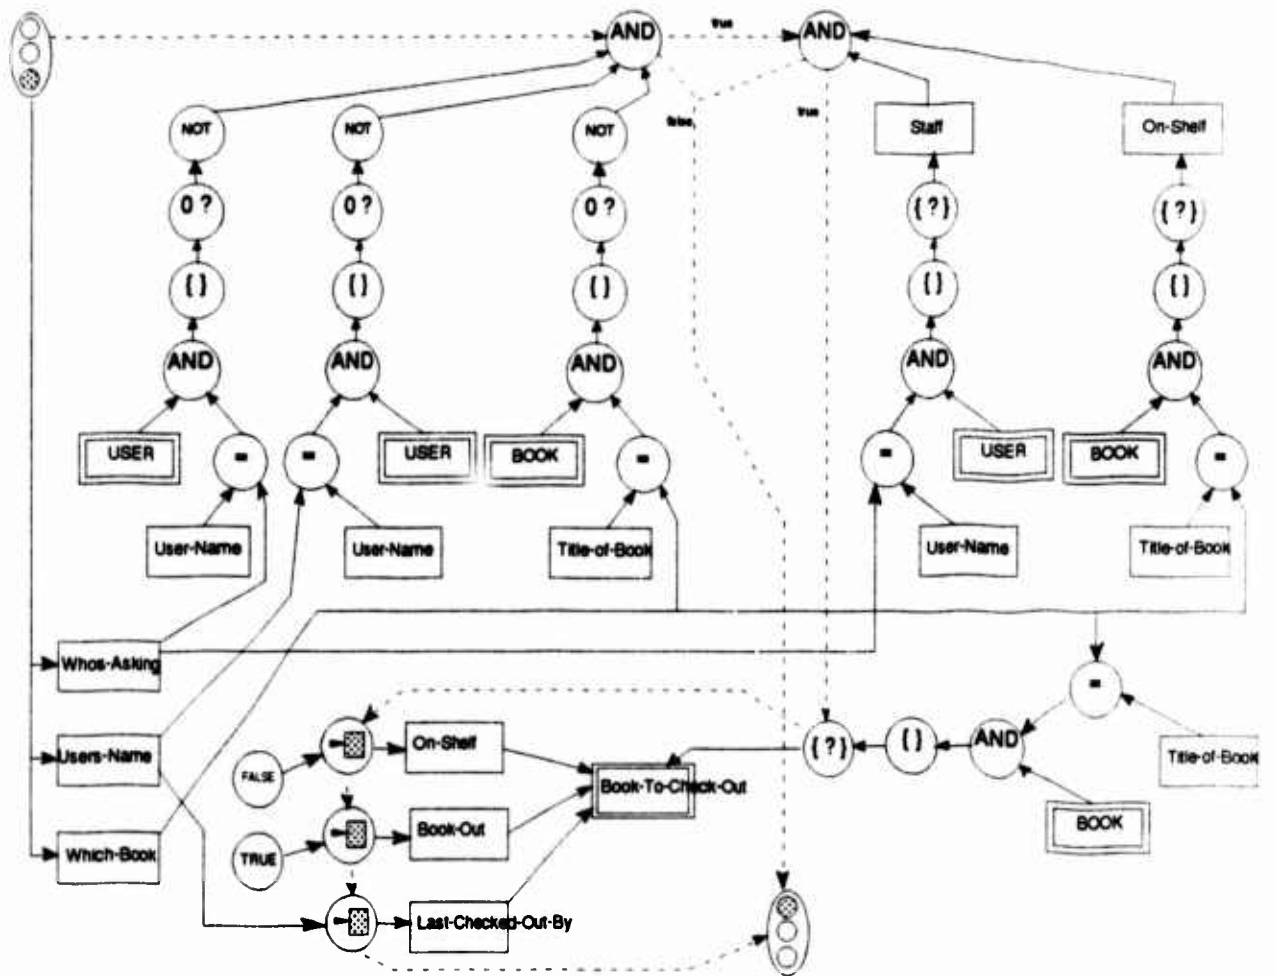 AND
true
AND
NOT
NOT
NOT
false
true
Staff
On-Shelf
0 ?
0 ?
0 ?
{ ? }
{ ? }
{ }
{ }
{ }
{ }
{ }
AND
AND
AND
AND
AND
USER
=
=
USER
BOOK
=
=
USER
BOOK
=
User-Name
User-Name
Title-of-Book
User-Name
Title-of-Book
Whos-Asking
=
Users-Name
On-Shelf
{ ? }
{ }
AND
Title-of-Book
FALSE
Book-To-Check-Out
Book-Out
BOOK
TRUE
Which-Book
Last-Checked-Out-By